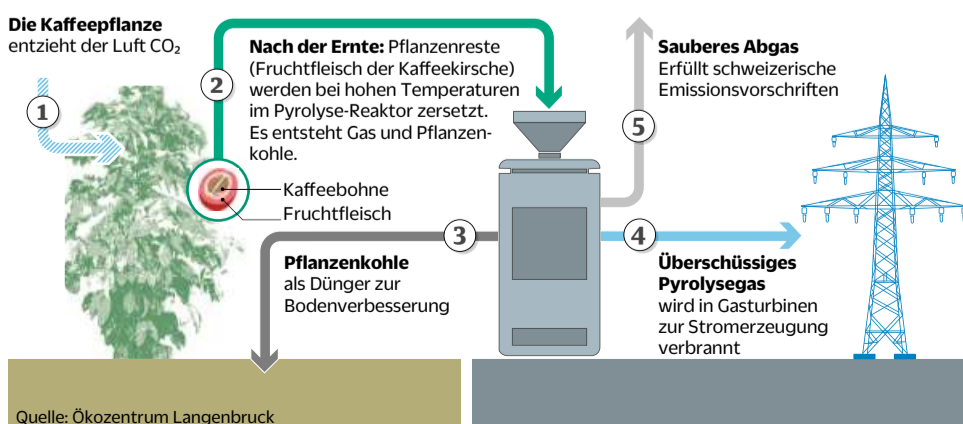 Die Kaffeepflanze
entzieht der Luft CO₂
1
2
Nach der Ernte: Pflanzenreste
(Fruchtfleisch der Kaffeekirsche)
werden bei hohen Temperaturen
im Pyrolyse-Reaktor zersetzt.
Es entsteht Gas und Pflanzen-
kohle.
Kaffeebohne
Fruchtfleisch
3
Pflanzenkohle
als Dünger zur
Bodenverbesserung
4
Überschüssiges
Pyrolysegas
wird in Gasturbinen
zur Stromerzeugung
verbrannt
5
Sauberes Abgas
Erfüllt schweizerische
Emissionsvorschriften
Quelle: Ökozentrum Langenbruck